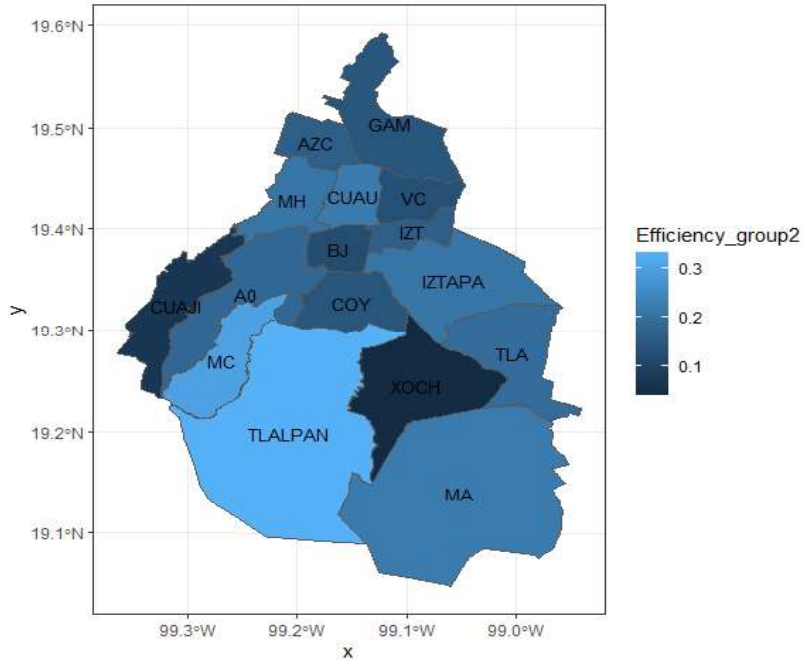 19.6°N
19.5°N
19.4°N
19.3°N
19.2°N
19.1°N
y
GAM
AZC
MH
CUAU
VC
IZT
BJ
CUAJI
A0
COY
IZTAPA
MC
TLA
XOCH
TLALPAN
MA
99.3°W
99.2°W
99.1°W
99.0°W
x
Efficiency_group2
0.3
0.2
0.1